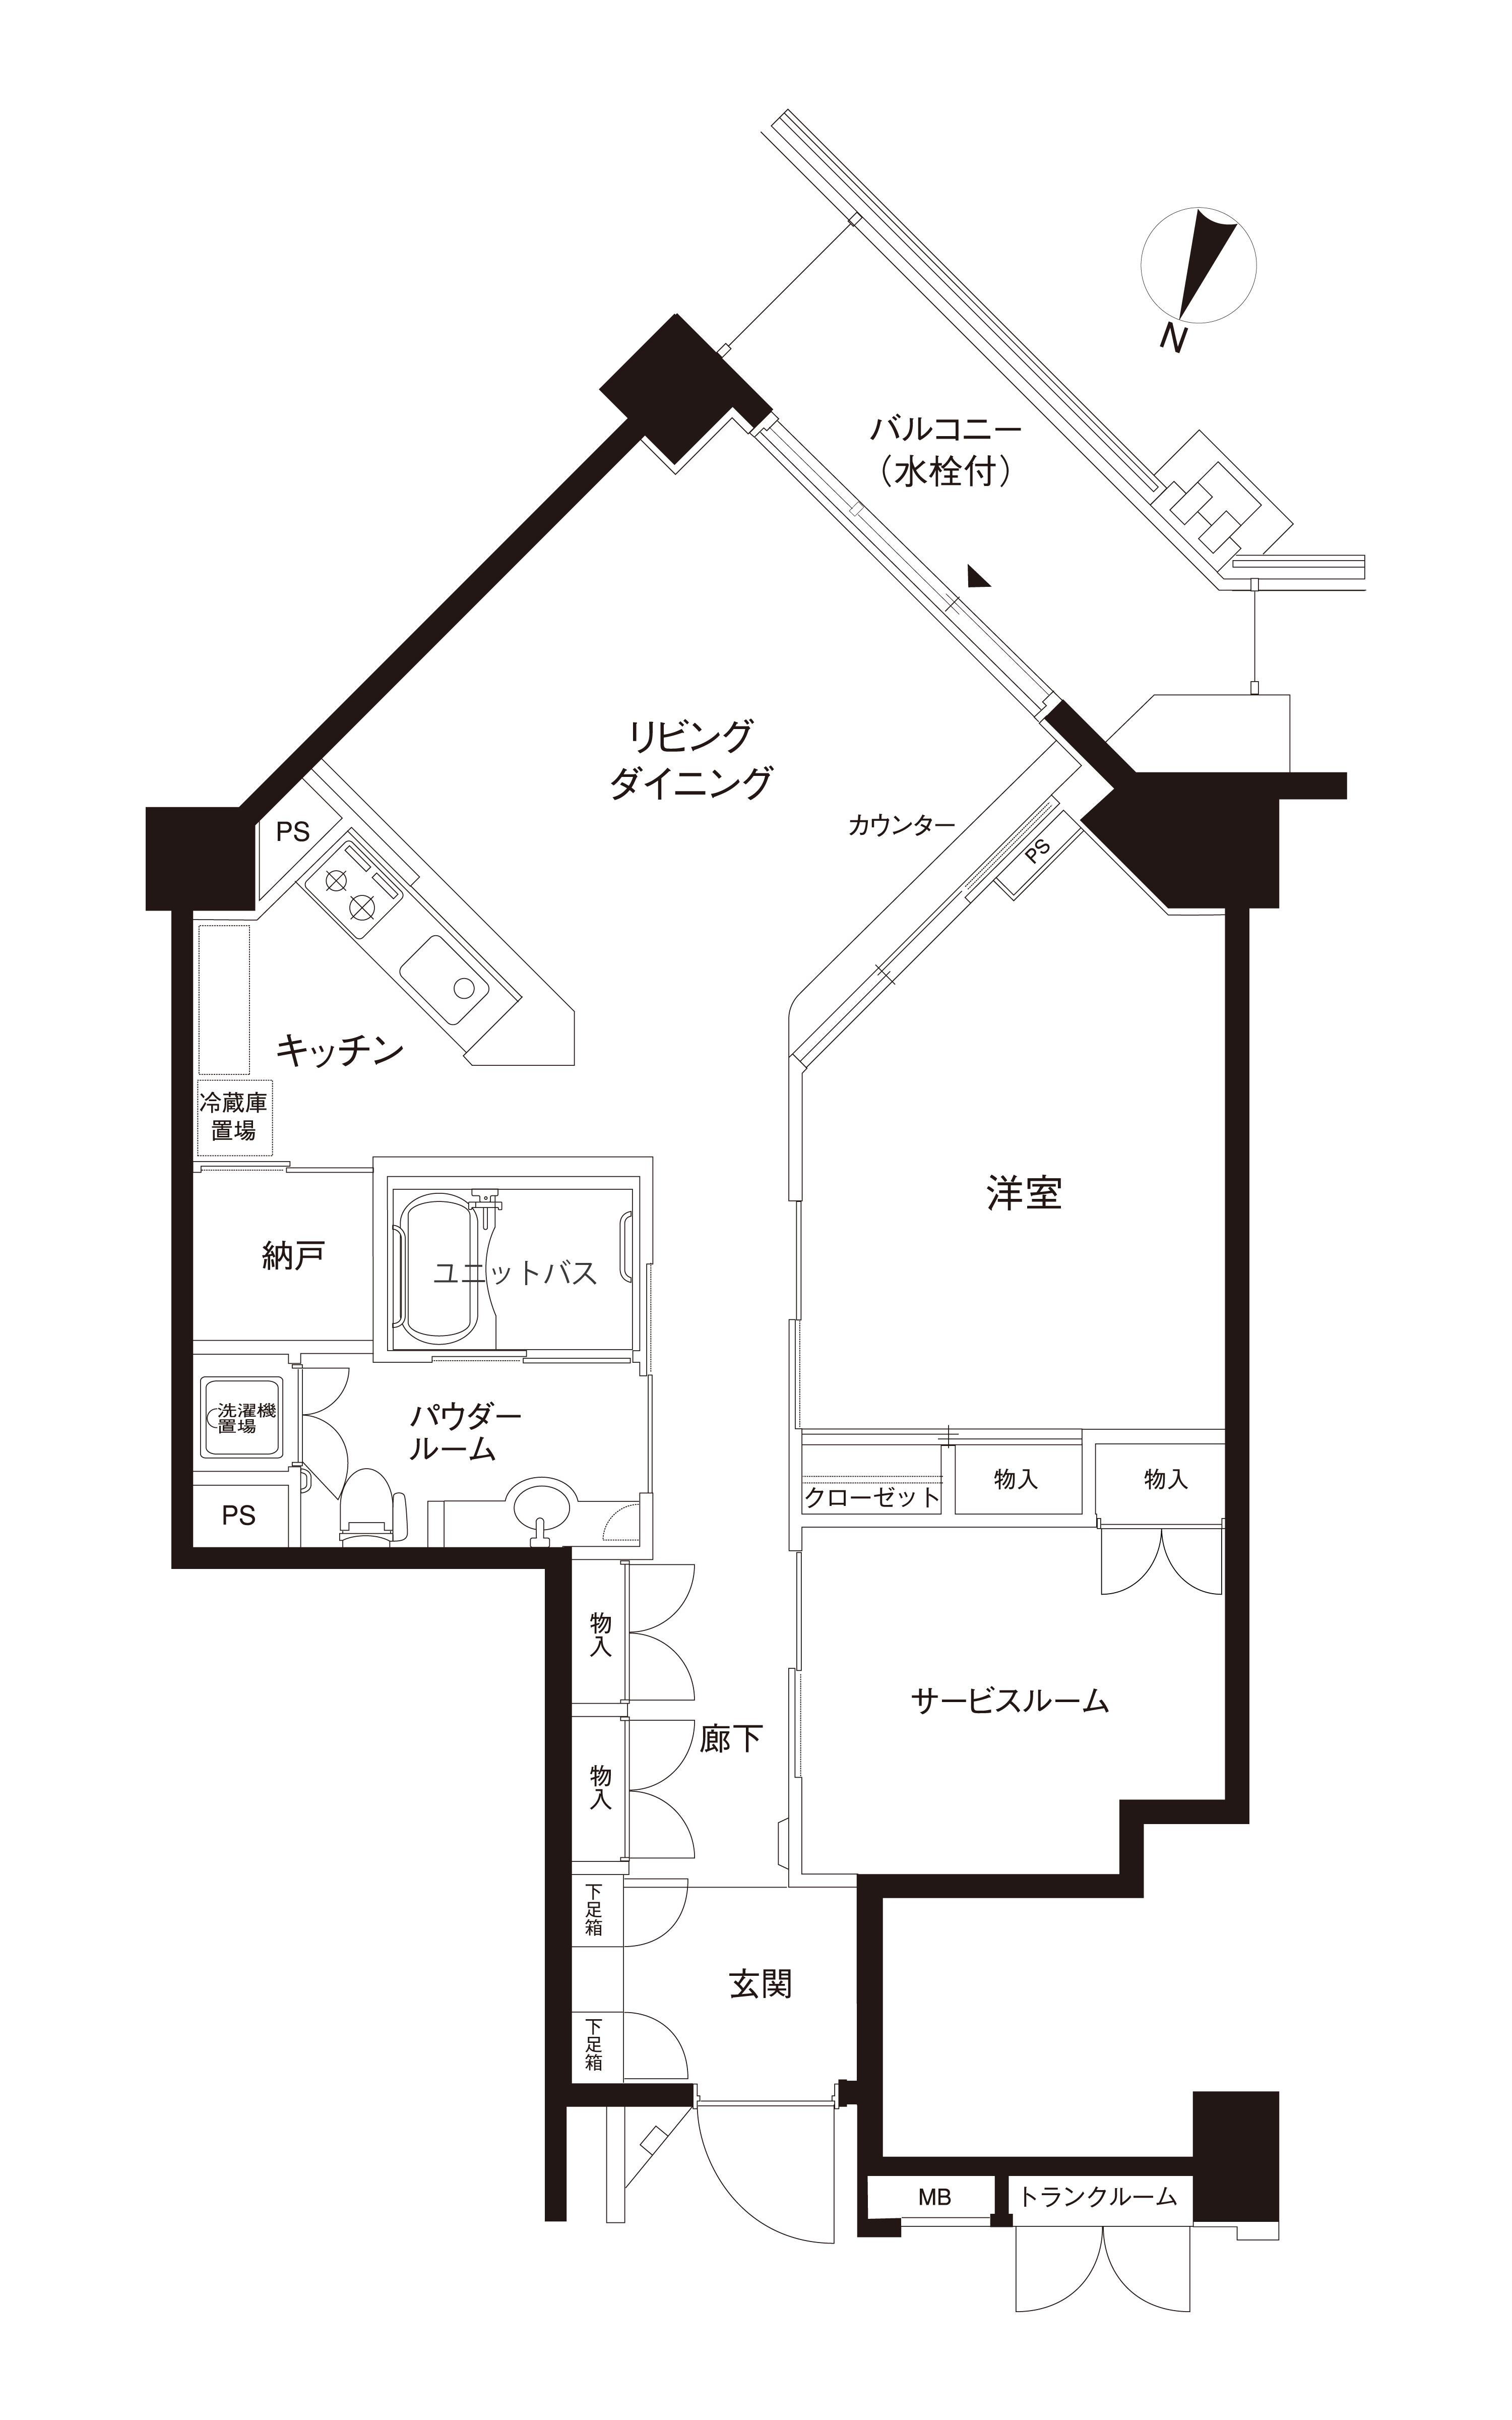 N
バルコニー
（水栓付）
リビング
ダイニング
カウンター
PS
PS
キッチン
冷蔵庫
置場
洋室
納戸
ユニットバス
洗濯機
置場
パウダー
ルーム
PS
クローゼット
物入
物入
物入
サービスルーム
廊下
物入
下足箱
玄関
下足箱
MB
トランクルーム